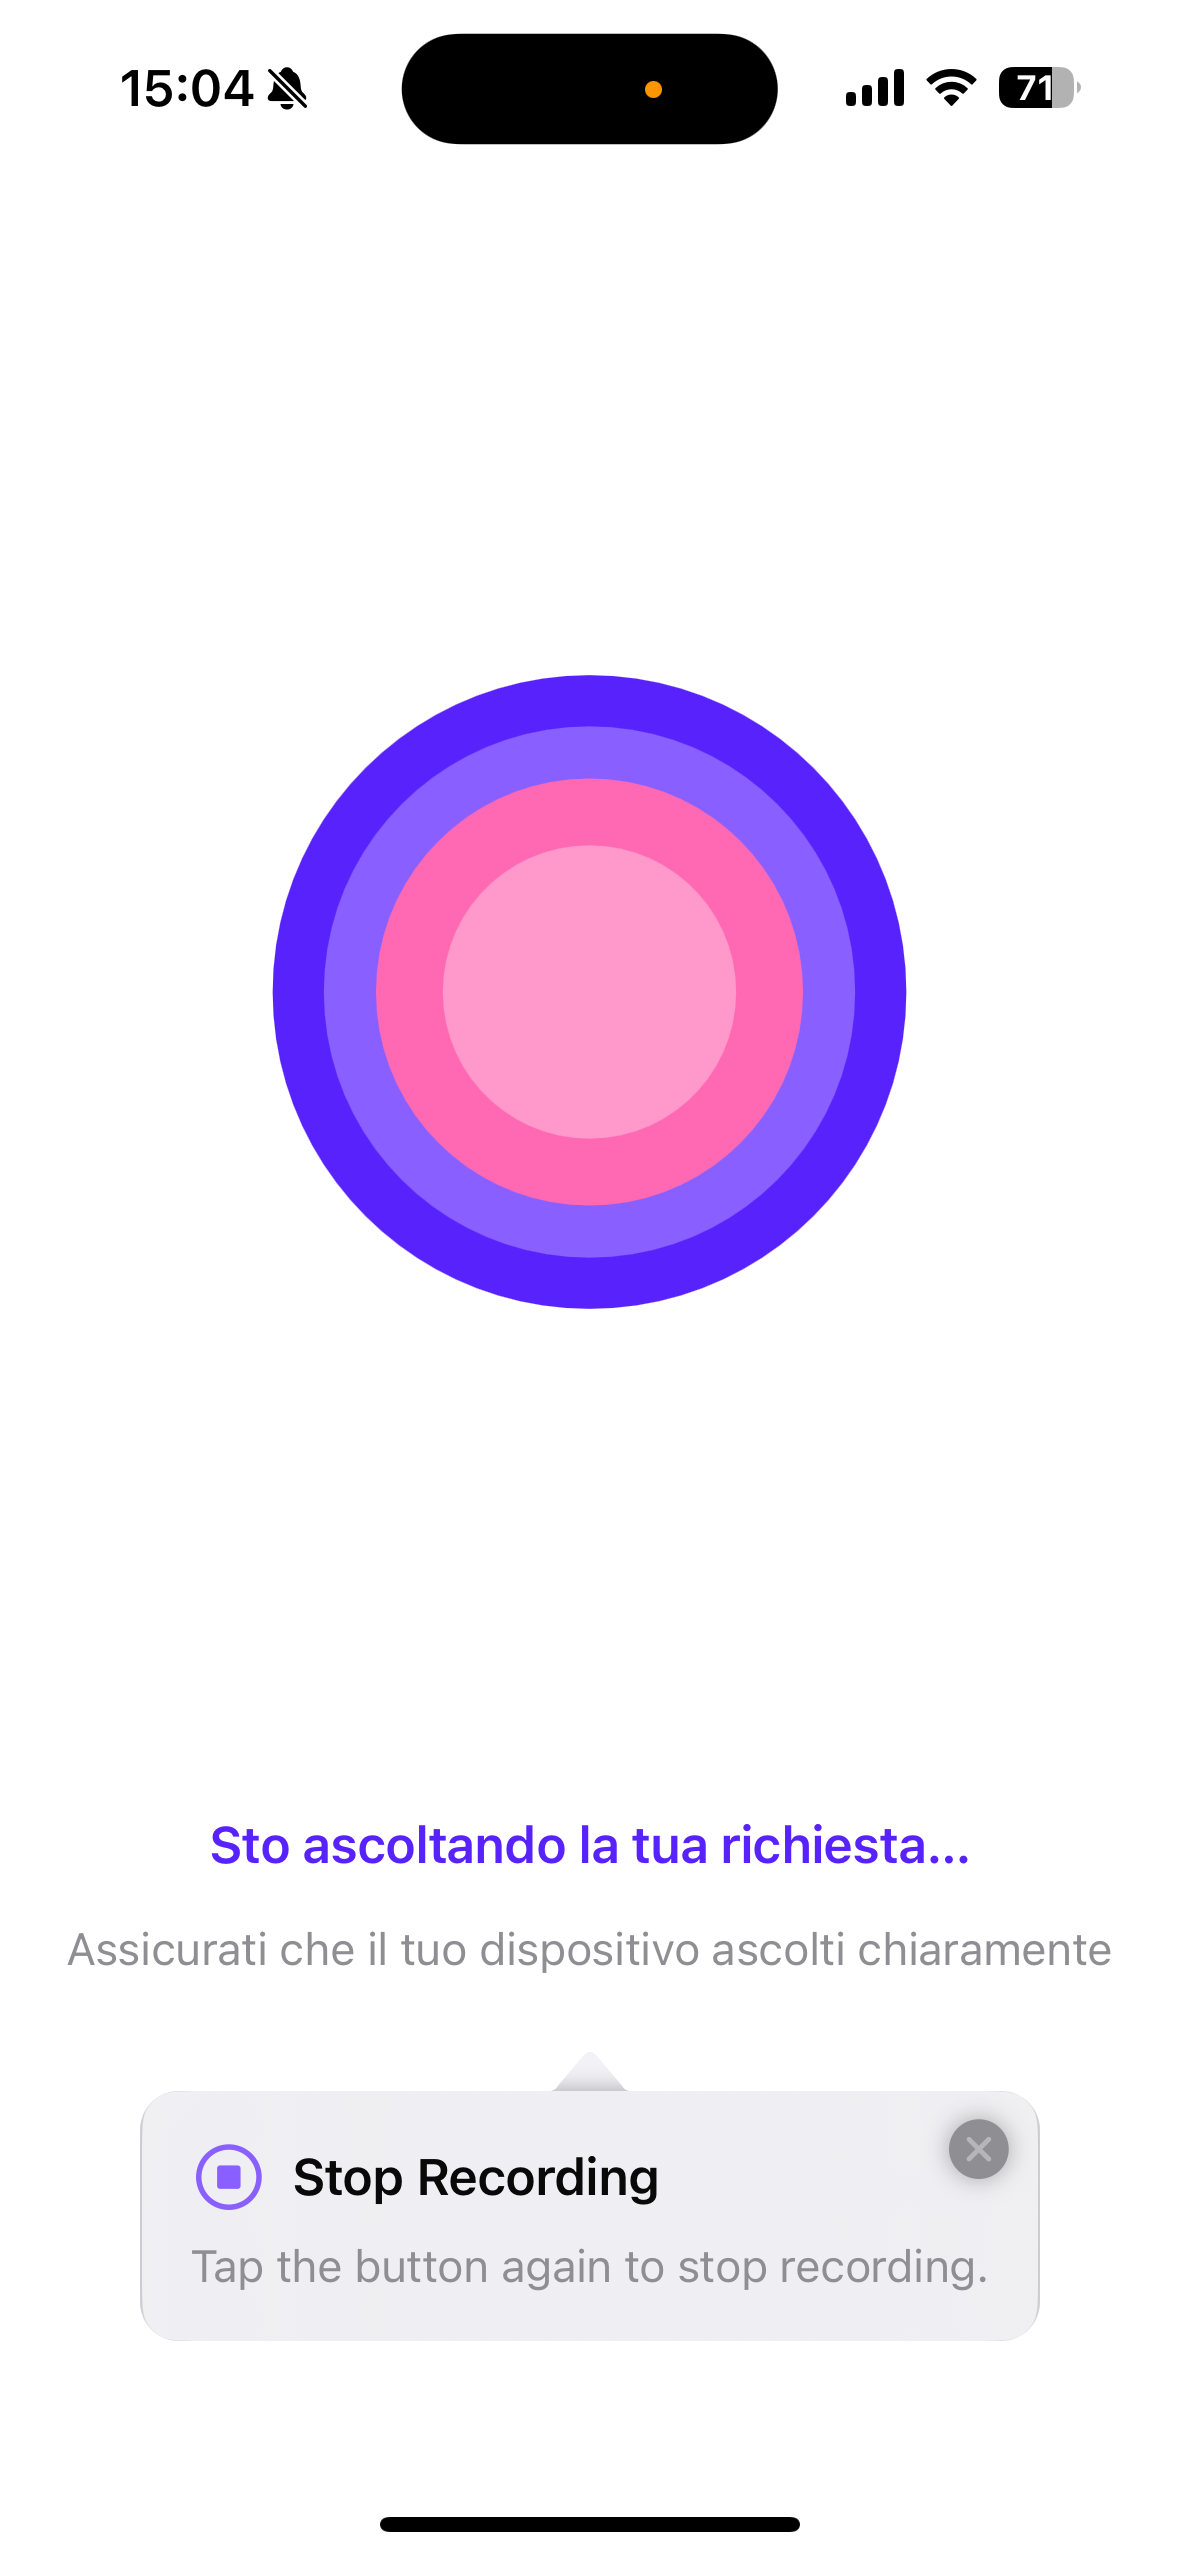 15:04
71
Sto ascoltando la tua richiesta...
Assicurati che il tuo dispositivo ascolti chiaramente
Stop Recording
Tap the button again to stop recording.